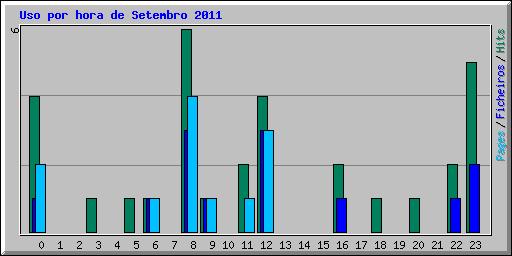 Uso por hora de Setembro 2011
6
Pages / Ficheiros / Hits
0 1 2 3 4 5 6 7 8 9 10 11 12 13 14 15 16 17 18 19 20 21 22 23